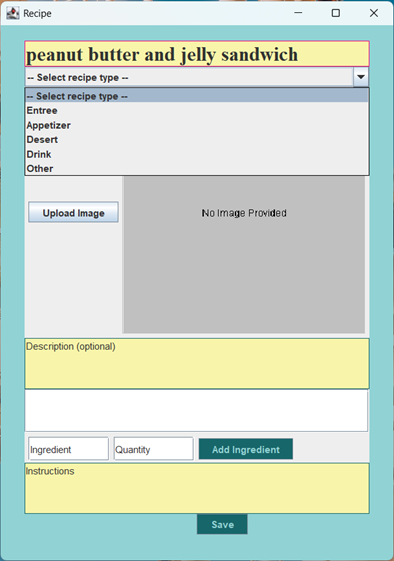 Recipe
peanut butter and jelly sandwich
-- Select recipe type --
-- Select recipe type --
Entree
Appetizer
Desert
Drink
Other
Upload Image
No Image Provided
Description (optional)
Ingredient
Quantity
Add Ingredient
Instructions
Save